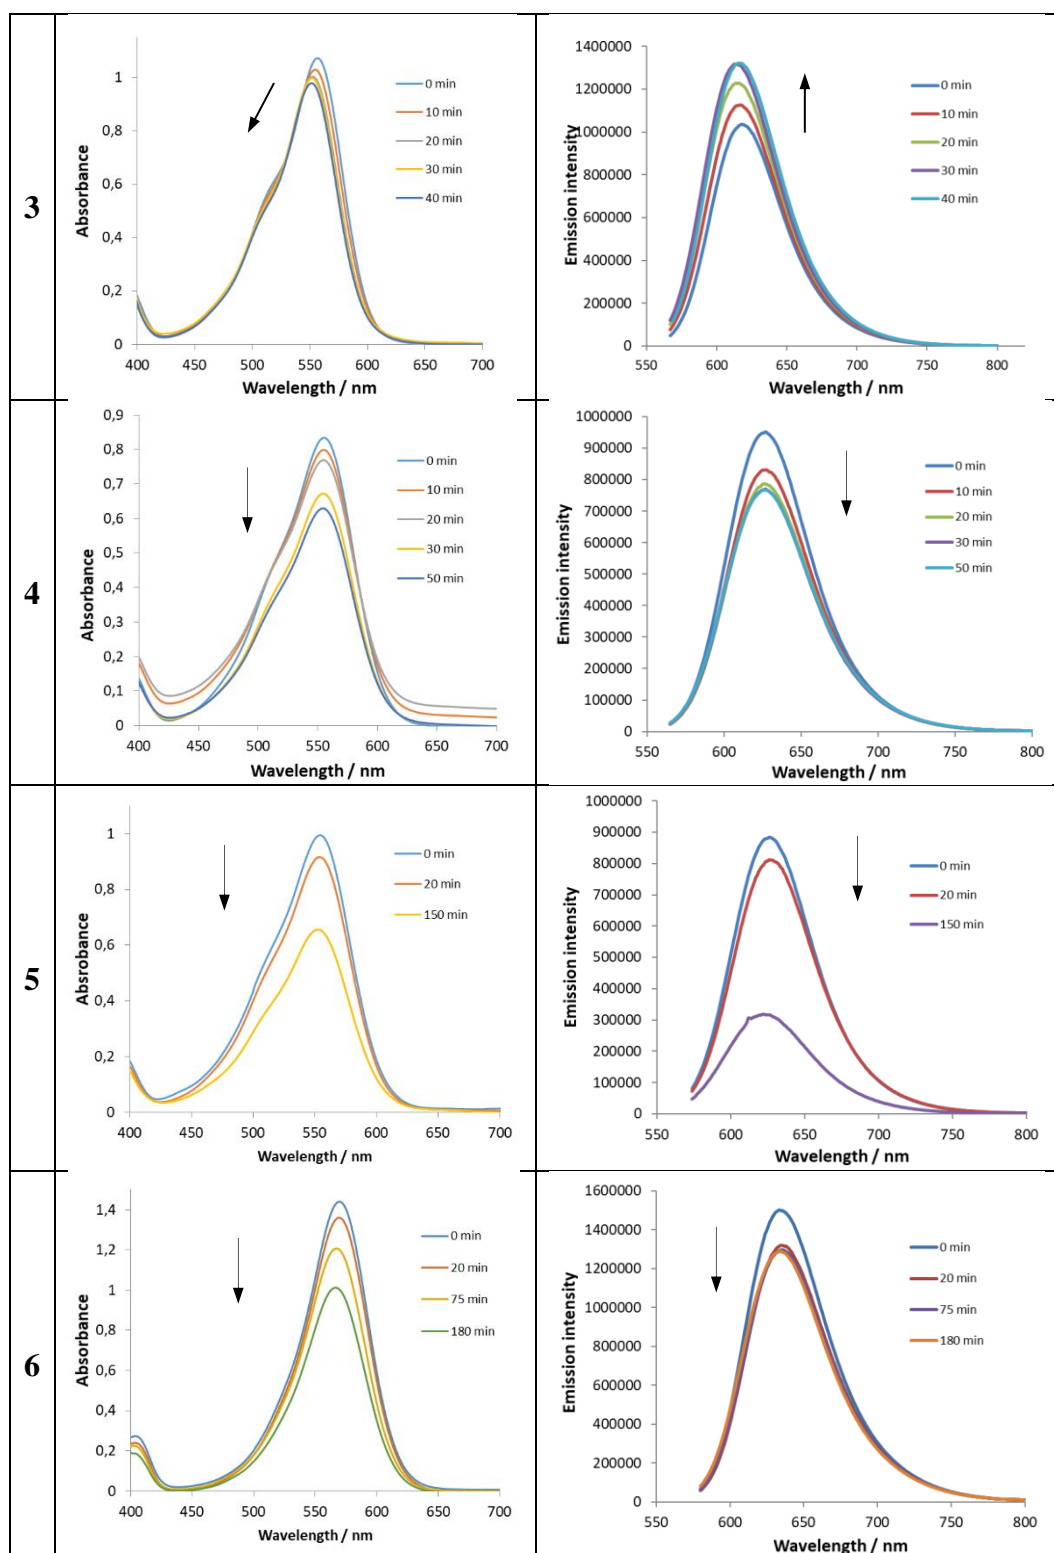 3
Absorbance
1
0,8
0,6
0,4
0,2
0
400 450 500 550 600 650 700
Wavelength / nm
0 min
10 min
20 min
30 min
40 min
Emission intensity
1400000
1200000
1000000
800000
600000
400000
200000
0
550 600 650 700 750 800
Wavelength / nm
0 min
10 min
20 min
30 min
40 min
4
Absorbance
0,9
0,8
0,7
0,6
0,5
0,4
0,3
0,2
0,1
0
400 450 500 550 600 650 700
Wavelength / nm
0 min
10 min
20 min
30 min
50 min
Emission intensity
1000000
900000
800000
700000
600000
500000
400000
300000
200000
100000
0
550 600 650 700 750 800
Wavelength / nm
0 min
10 min
20 min
30 min
50 min
5
Absrobance
1
0,8
0,6
0,4
0,2
0
400 450 500 550 600 650 700
Wavelength / nm
0 min
20 min
150 min
Emission intensity
1000000
900000
800000
700000
600000
500000
400000
300000
200000
100000
0
550 600 650 700 750 800
Wavelength / nm
0 min
20 min
150 min
6
Absorbance
1,4
1,2
1
0,8
0,6
0,4
0,2
0
400 450 500 550 600 650 700
Wavelength / nm
0 min
20 min
75 min
180 min
Emission intensity
1600000
1400000
1200000
1000000
800000
600000
400000
200000
0
550 600 650 700 750 800
Wavelength / nm
0 min
20 min
75 min
180 min